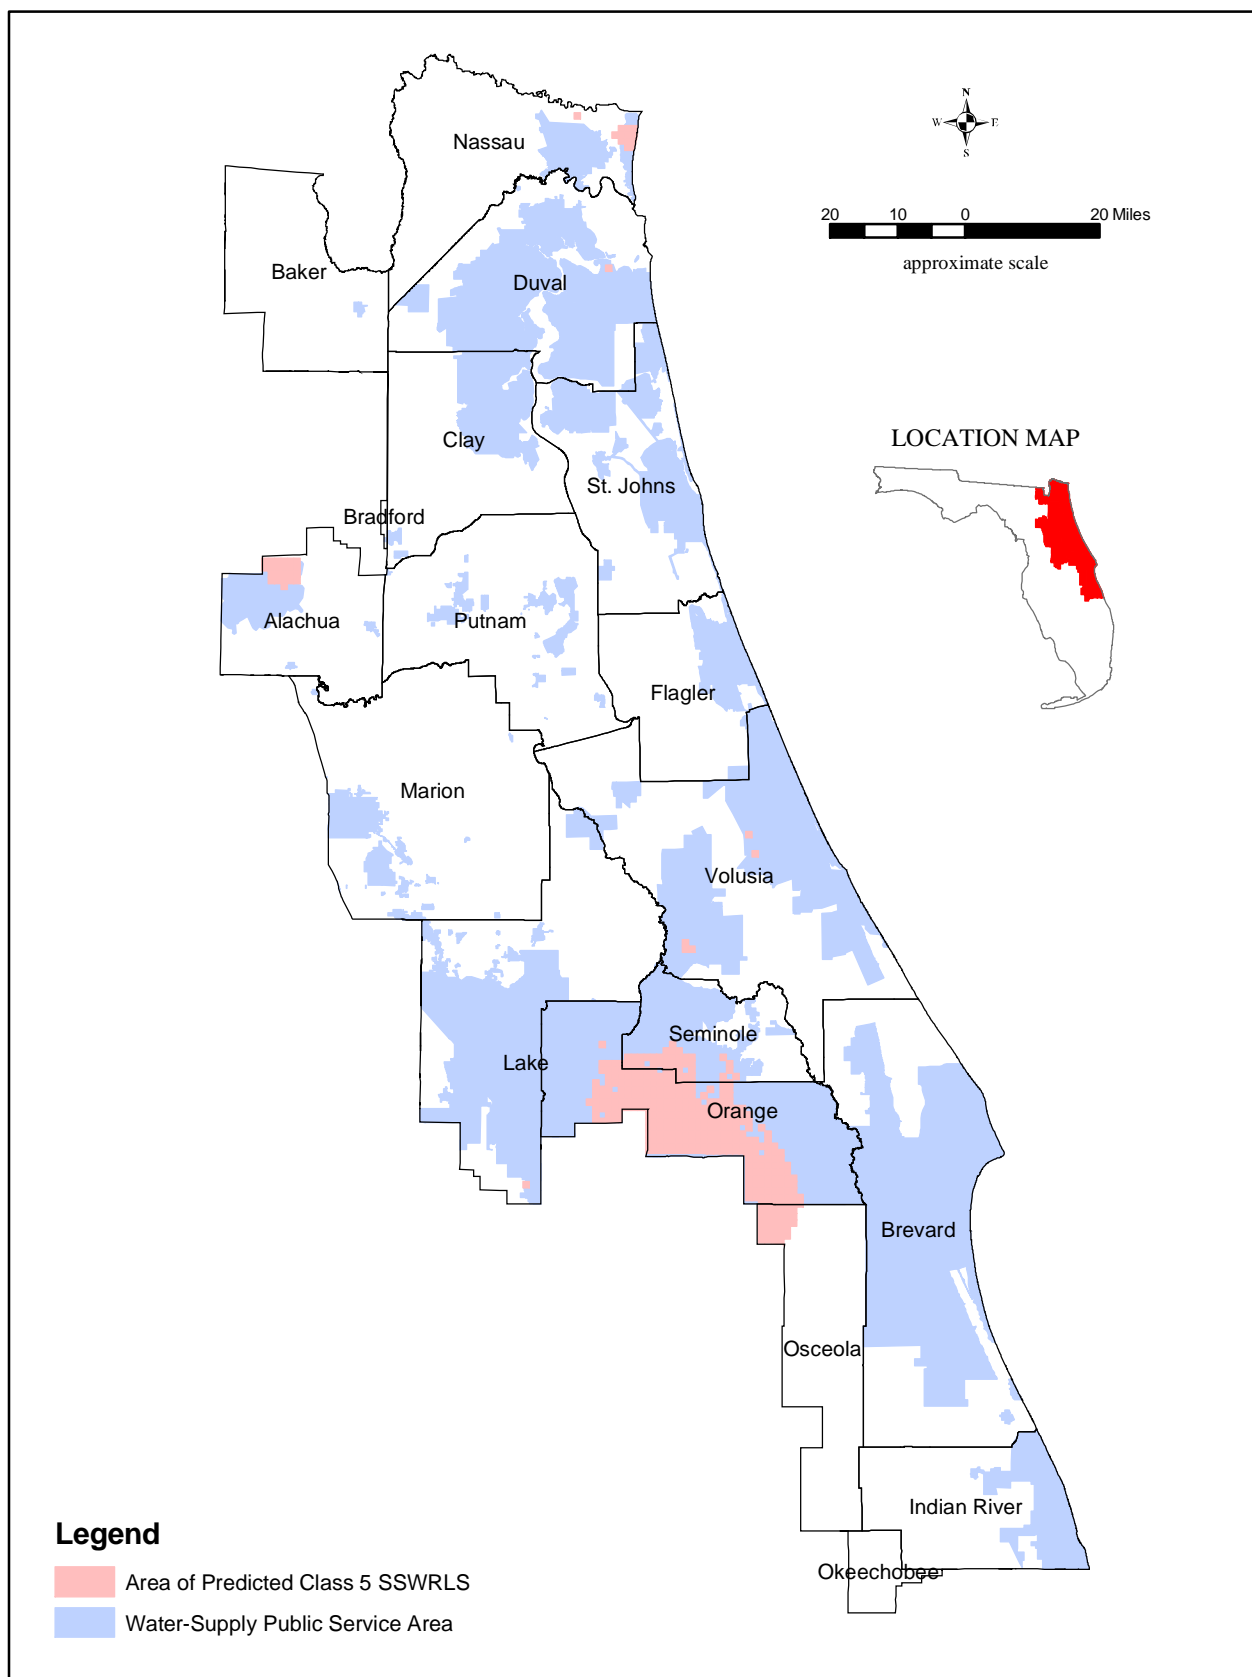 N
W E
S
20 10 0 20 Miles
approximate scale
Nassau
Baker
Duval
Clay
LOCATION MAP
St. Johns
Bradford
Alachua
Putnam
Flagler
Marion
Volusia
Seminole
Lake
Orange
Brevard
Osceola
Indian River
Okeechobee
Legend
Area of Predicted Class 5 SSWRLS
Water-Supply Public Service Area